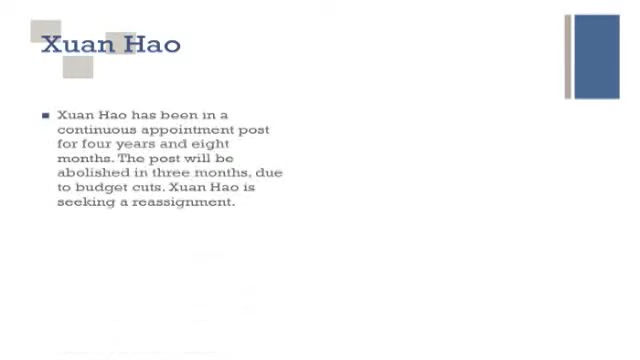 Xuan Hao
Xuan Hao has been in a
continuous appointment post
for four years and eight
months. The post will be
abolished in three months, due
to budget cuts. Xuan Hao is
seeking a reassignment.